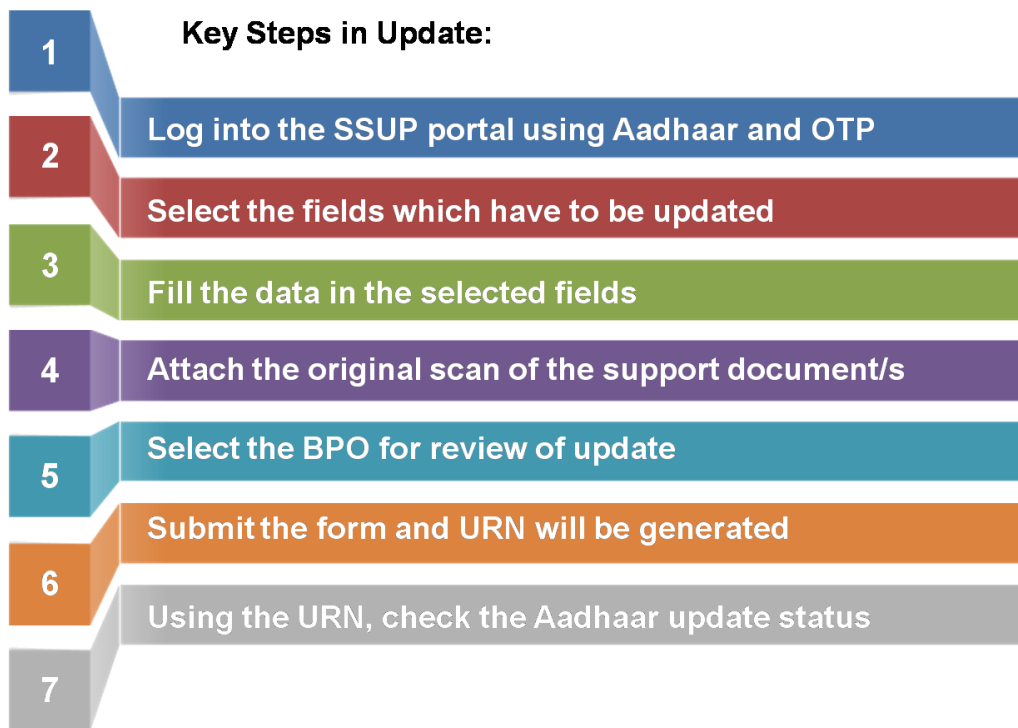 Key Steps in Update:
1
Log into the SSUP portal using Aadhaar and OTP
2
Select the fields which have to be updated
3
Fill the data in the selected fields
4
Attach the original scan of the support document/s
5
Select the BPO for review of update
6
Submit the form and URN will be generated
7
Using the URN, check the Aadhaar update status